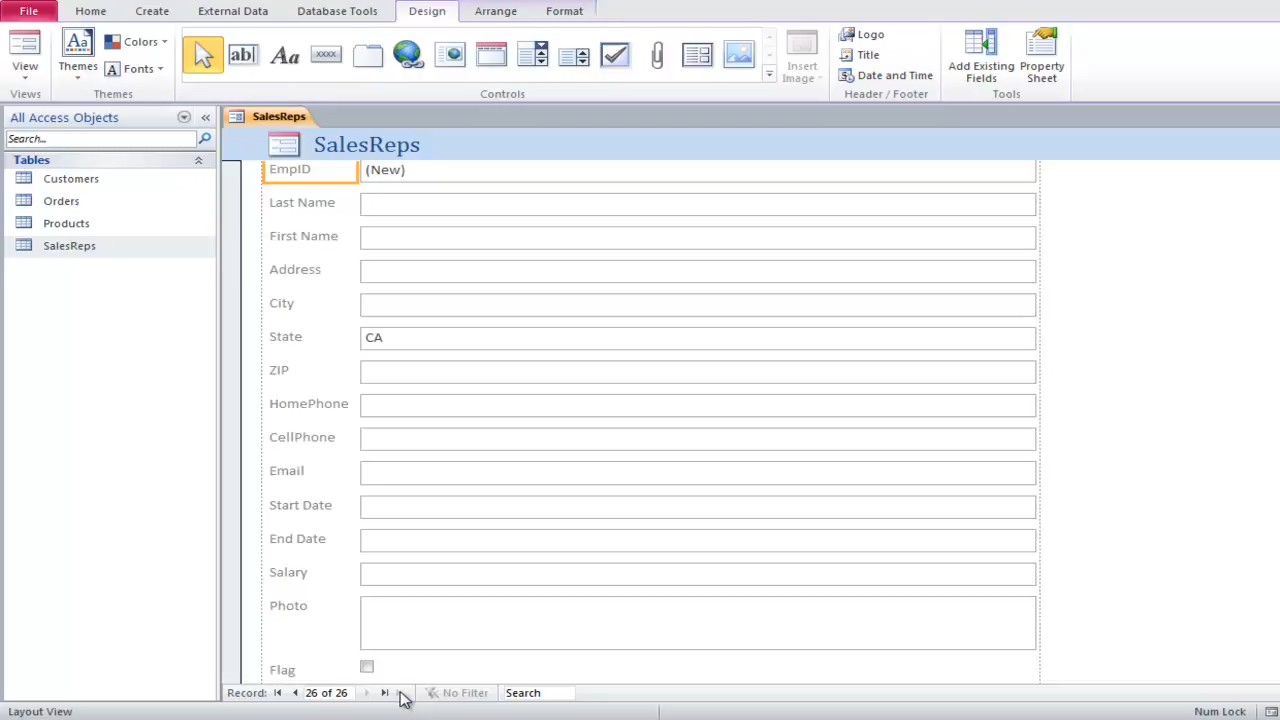 File Home Create External Data Database Tools Design Arrange Format
View
Views
Themes
Colors
Fonts
Themes
ab|
Aa
XXXX
Insert
Image
Controls
Logo
Title
Date and Time
Header / Footer
Add Existing
Fields
Property
Sheet
Tools
All Access Objects
Search...
Tables
Customers
Orders
Products
SalesReps
SalesReps
SalesReps
EmpID (New)
Last Name
First Name
Address
City
State CA
ZIP
HomePhone
CellPhone
Email
Start Date
End Date
Salary
Photo
Flag
Record: 26 of 26 No Filter Search
Layout View Num Lock